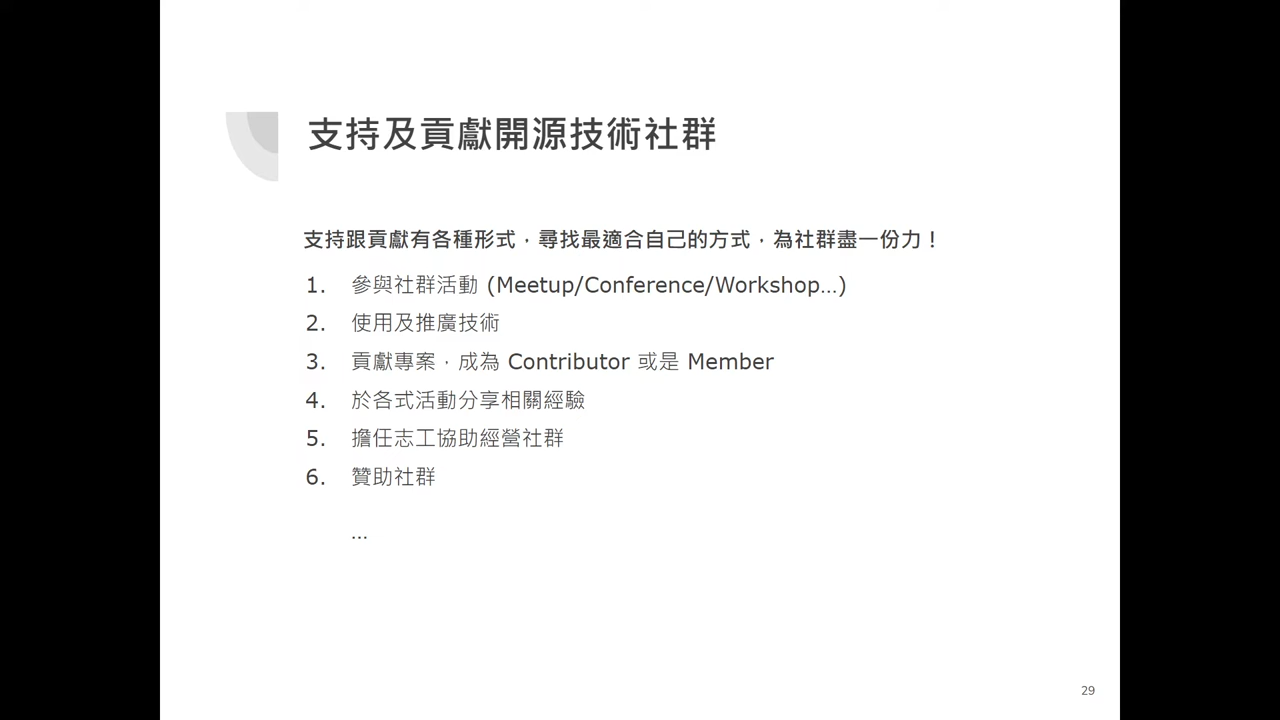 支持及貢獻開源技術社群
支持跟貢獻有各種形式，尋找最適合自己的方式，為社群盡一份力！
1. 參與社群活動 (Meetup/Conference/Workshop…)
2. 使用及推廣技術
3. 貢獻專案，成為 Contributor 或是 Member
4. 於各式活動分享相關經驗
5. 擔任志工協助經營社群
6. 贊助社群
…
29